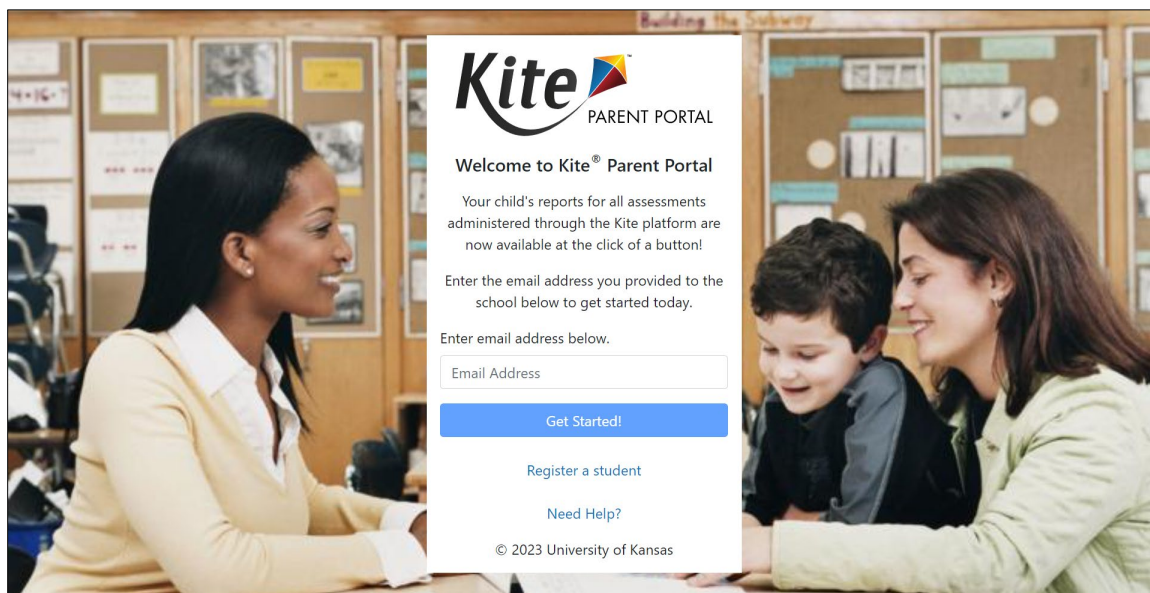 Building the Subway
Kite™
PARENT PORTAL
Welcome to Kite® Parent Portal
Your child's reports for all assessments
administered through the Kite platform are
now available at the click of a button!
Enter the email address you provided to the
school below to get started today.
Enter email address below.
Email Address
Get Started!
Register a student
Need Help?
© 2023 University of Kansas